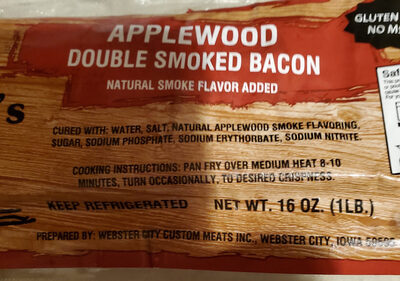 APPLEWOOD
DOUBLE SMOKED BACON
NATURAL SMOKE FLAVOR ADDED
GLUTEN
NO M
Saf
's
CURED WITH: WATER, SALT, NATURAL APPLEWOOD SMOKE FLAVORING,
SUGAR, SODIUM PHOSPHATE, SODIUM ERYTHORBATE, SODIUM NITRITE.
COOKING INSTRUCTIONS: PAN FRY OVER MEDIUM HEAT 8-10
MINUTES, TURN OCCASIONALLY, TO DESIRED CRISPNESS.
KEEP REFRIGERATED NET WT. 16 OZ. (1LB.)
PREPARED BY: WEBSTER CITY CUSTOM MEATS INC., WEBSTER CITY, IOWA